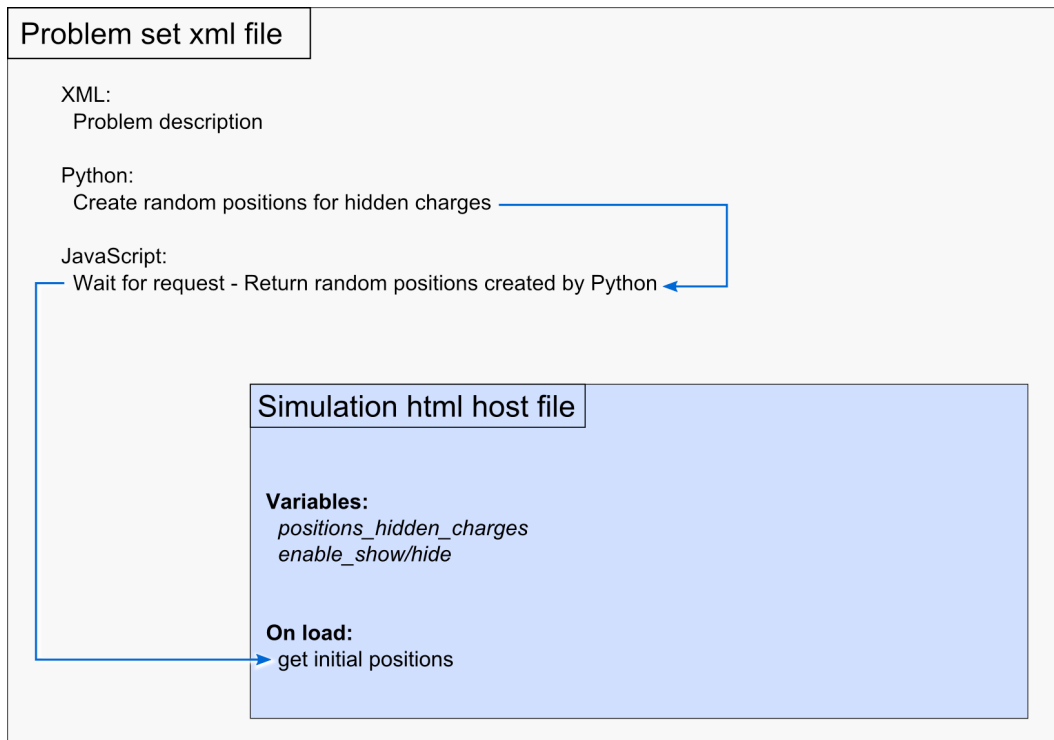 Problem set xml file
XML:
Problem description
Python:
Create random positions for hidden charges
JavaScript:
Wait for request - Return random positions created by Python
Simulation html host file
Variables:
positions_hidden_charges
enable_show/hide
On load:
get initial positions